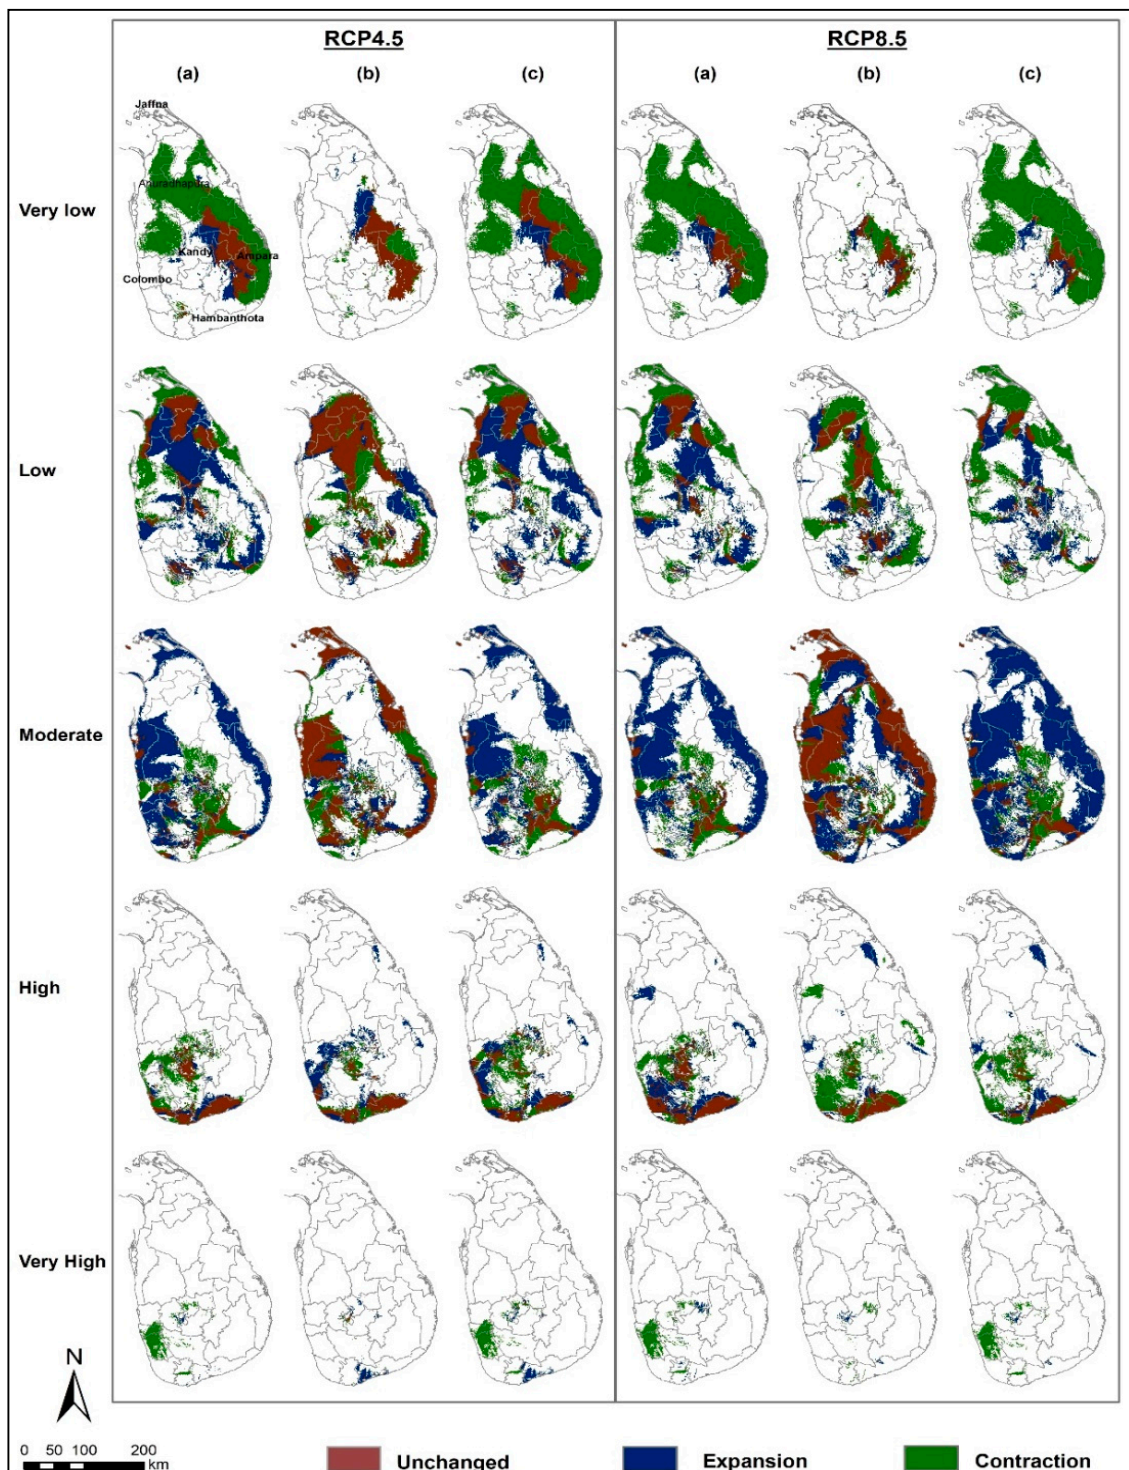 RCP4.5 RCP8.5
(a) (b) (c) (a) (b) (c)
Jaffna
Anuradhapura
Very low
Kandy
Ampara
Colombo
Hambanthota
Low
Moderate
High
Very High
N
0 50 100 200
km
Unchanged Expansion Contraction